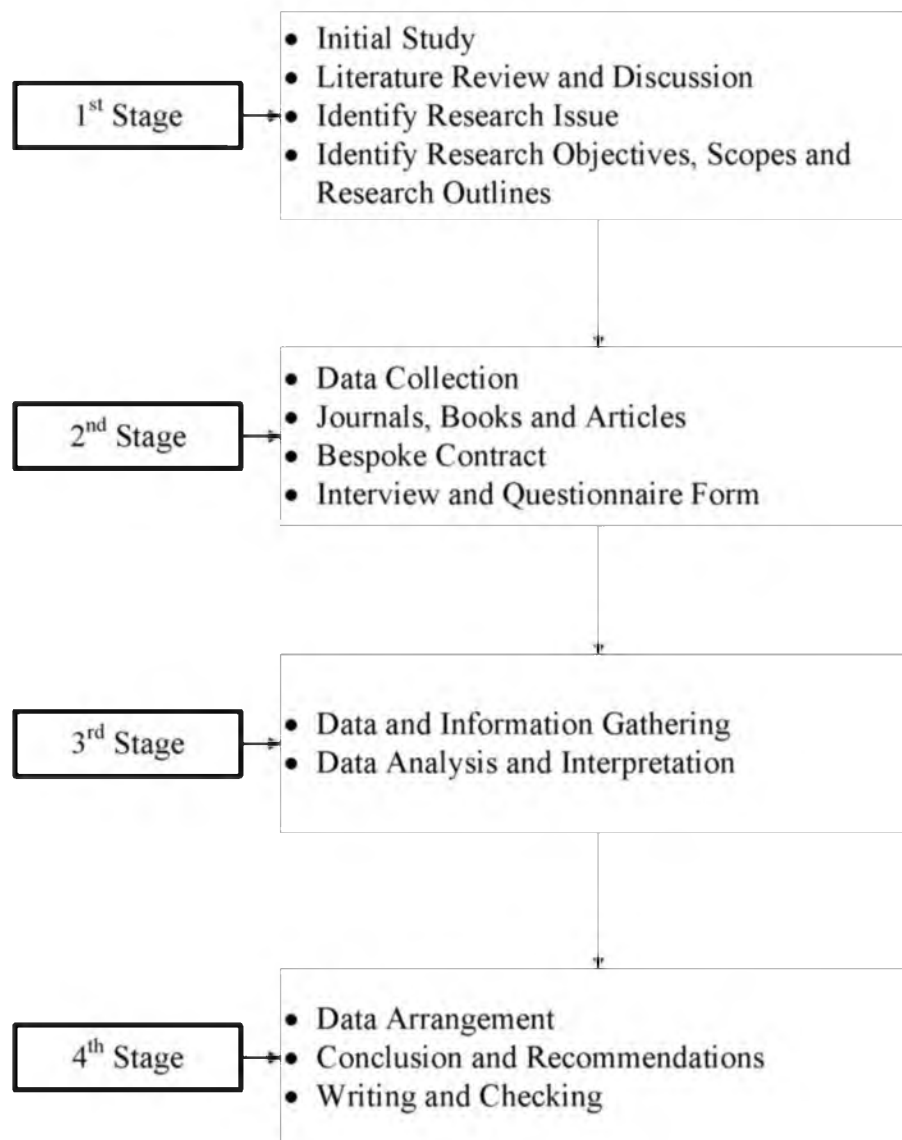 1st Stage
• Initial Study
• Literature Review and Discussion
• Identify Research Issue
• Identify Research Objectives, Scopes and
Research Outlines
2nd Stage
• Data Collection
• Journals, Books and Articles
• Bespoke Contract
• Interview and Questionnaire Form
3rd Stage
• Data and Information Gathering
• Data Analysis and Interpretation
4th Stage
• Data Arrangement
• Conclusion and Recommendations
• Writing and Checking